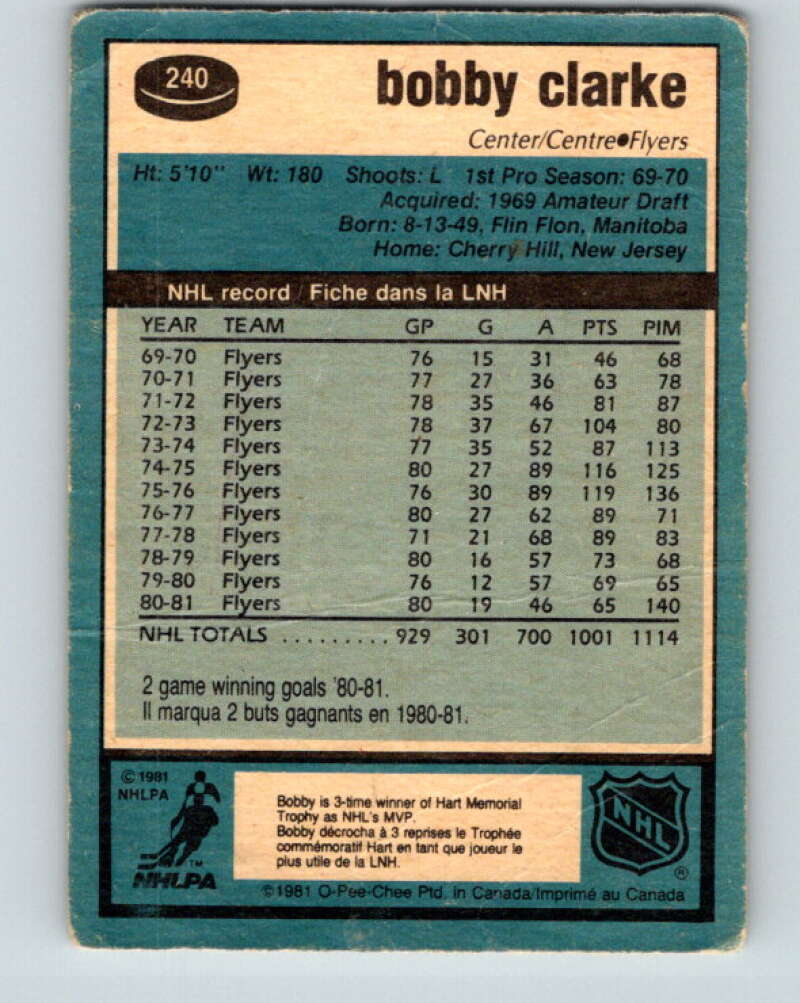 240
bobby clarke
Center/Centre●Flyers
Ht: 5'10" Wt: 180 Shoots: L 1st Pro Season: 69-70
Acquired: 1969 Amateur Draft
Born: 8-13-49, Flin Flon, Manitoba
Home: Cherry Hill, New Jersey
NHL record / Fiche dans la LNH
YEAR TEAM GP G A PTS PIM
69-70 Flyers 76 15 31 46 68
70-71 Flyers 77 27 36 63 78
71-72 Flyers 78 35 46 81 87
72-73 Flyers 78 37 67 104 80
73-74 Flyers 77 35 52 87 113
74-75 Flyers 80 27 89 116 125
75-76 Flyers 76 30 89 119 136
76-77 Flyers 80 27 62 89 71
77-78 Flyers 71 21 68 89 83
78-79 Flyers 80 16 57 73 68
79-80 Flyers 76 12 57 69 65
80-81 Flyers 80 19 46 65 140
NHL TOTALS ......... 929 301 700 1001 1114
2 game winning goals '80-81.
Il marqua 2 buts gagnants en 1980-81.
© 1981
NHLPA
Bobby is 3-time winner of Hart Memorial
Trophy as NHL's MVP.
Bobby décrocha à 3 reprises le Trophée
commémoratif Hart en tant que joueur le
plus utile de la LNH.
TM
NHLPA
NHL
®
©1981 O-Pee-Chee Ptd. in Canada/Imprimé au Canada